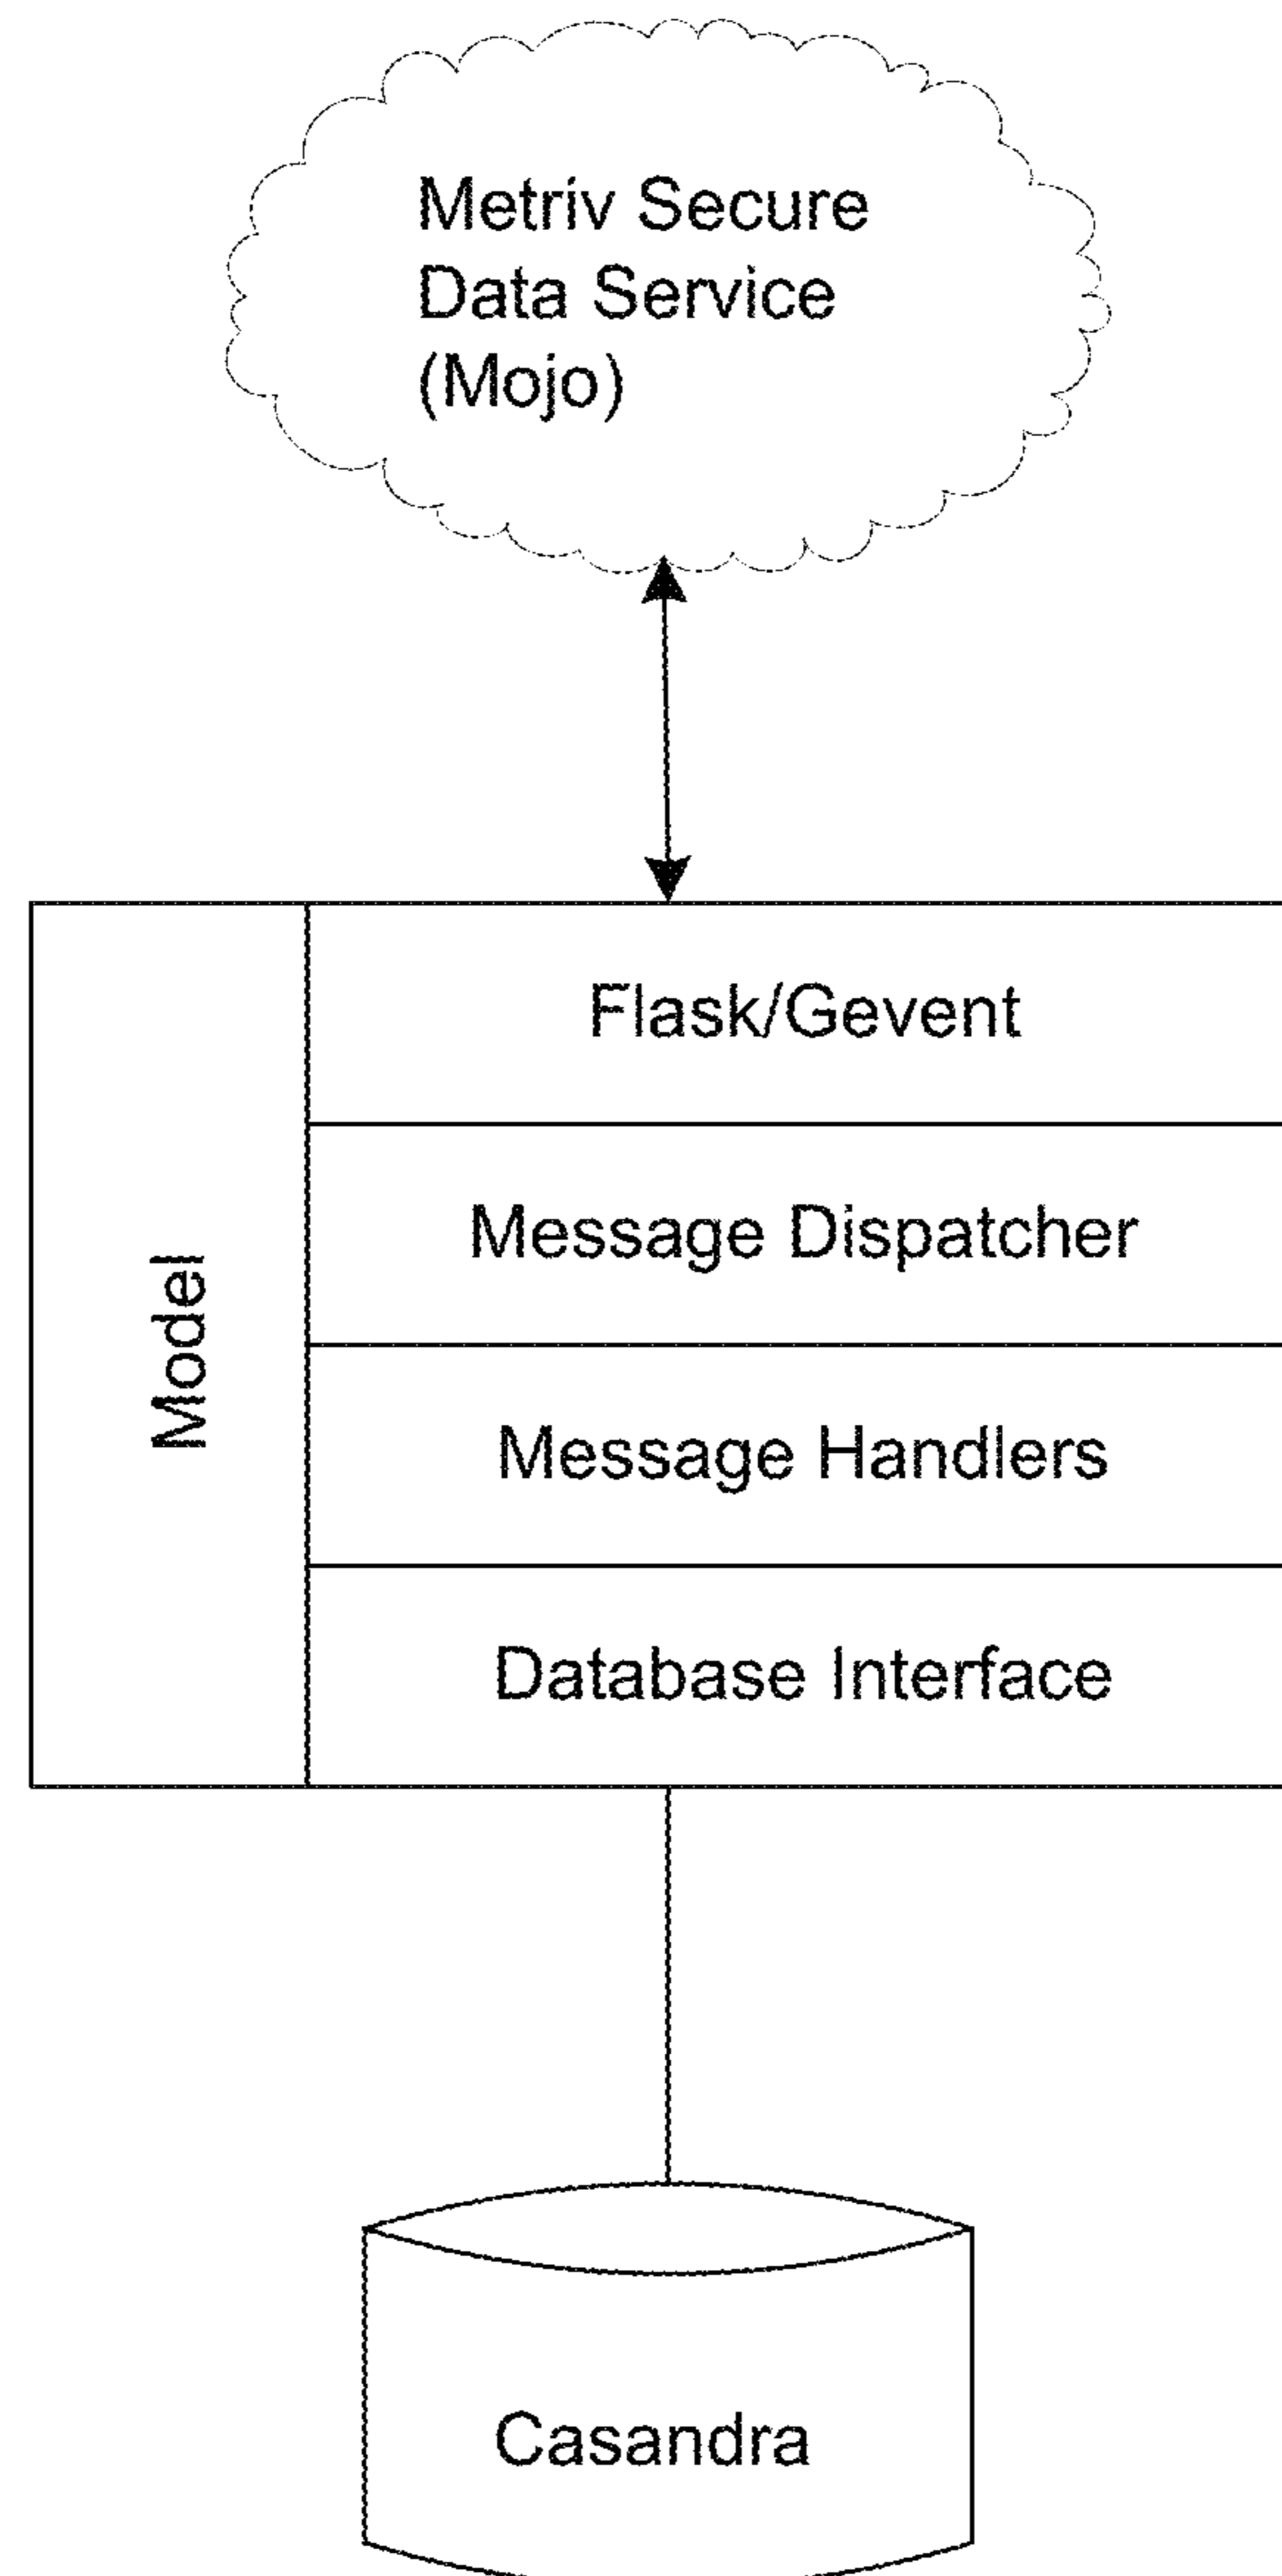 Metriv Secure
Data Service
(Mojo)
Model
Flask/Gevent
Message Dispatcher
Message Handlers
Database Interface
Casandra